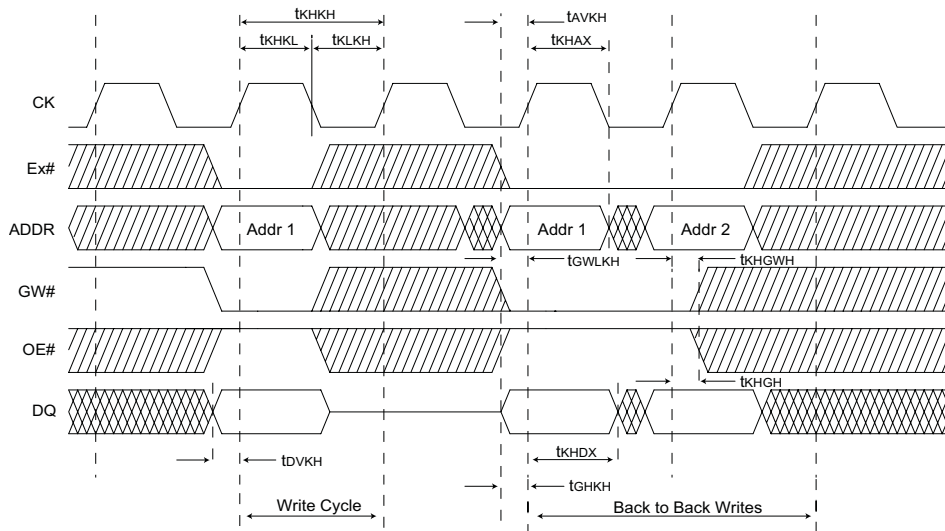 tKHKH
tAVKH
tKHKL
tKLKH
tKHAX
CK
Ex#
ADDR
Addr 1
Addr 1
Addr 2
tGWLKH
tKHGWH
GW#
OE#
tKHGH
DQ
tDVKH
tKHDX
tGHKH
Write Cycle
Back to Back Writes